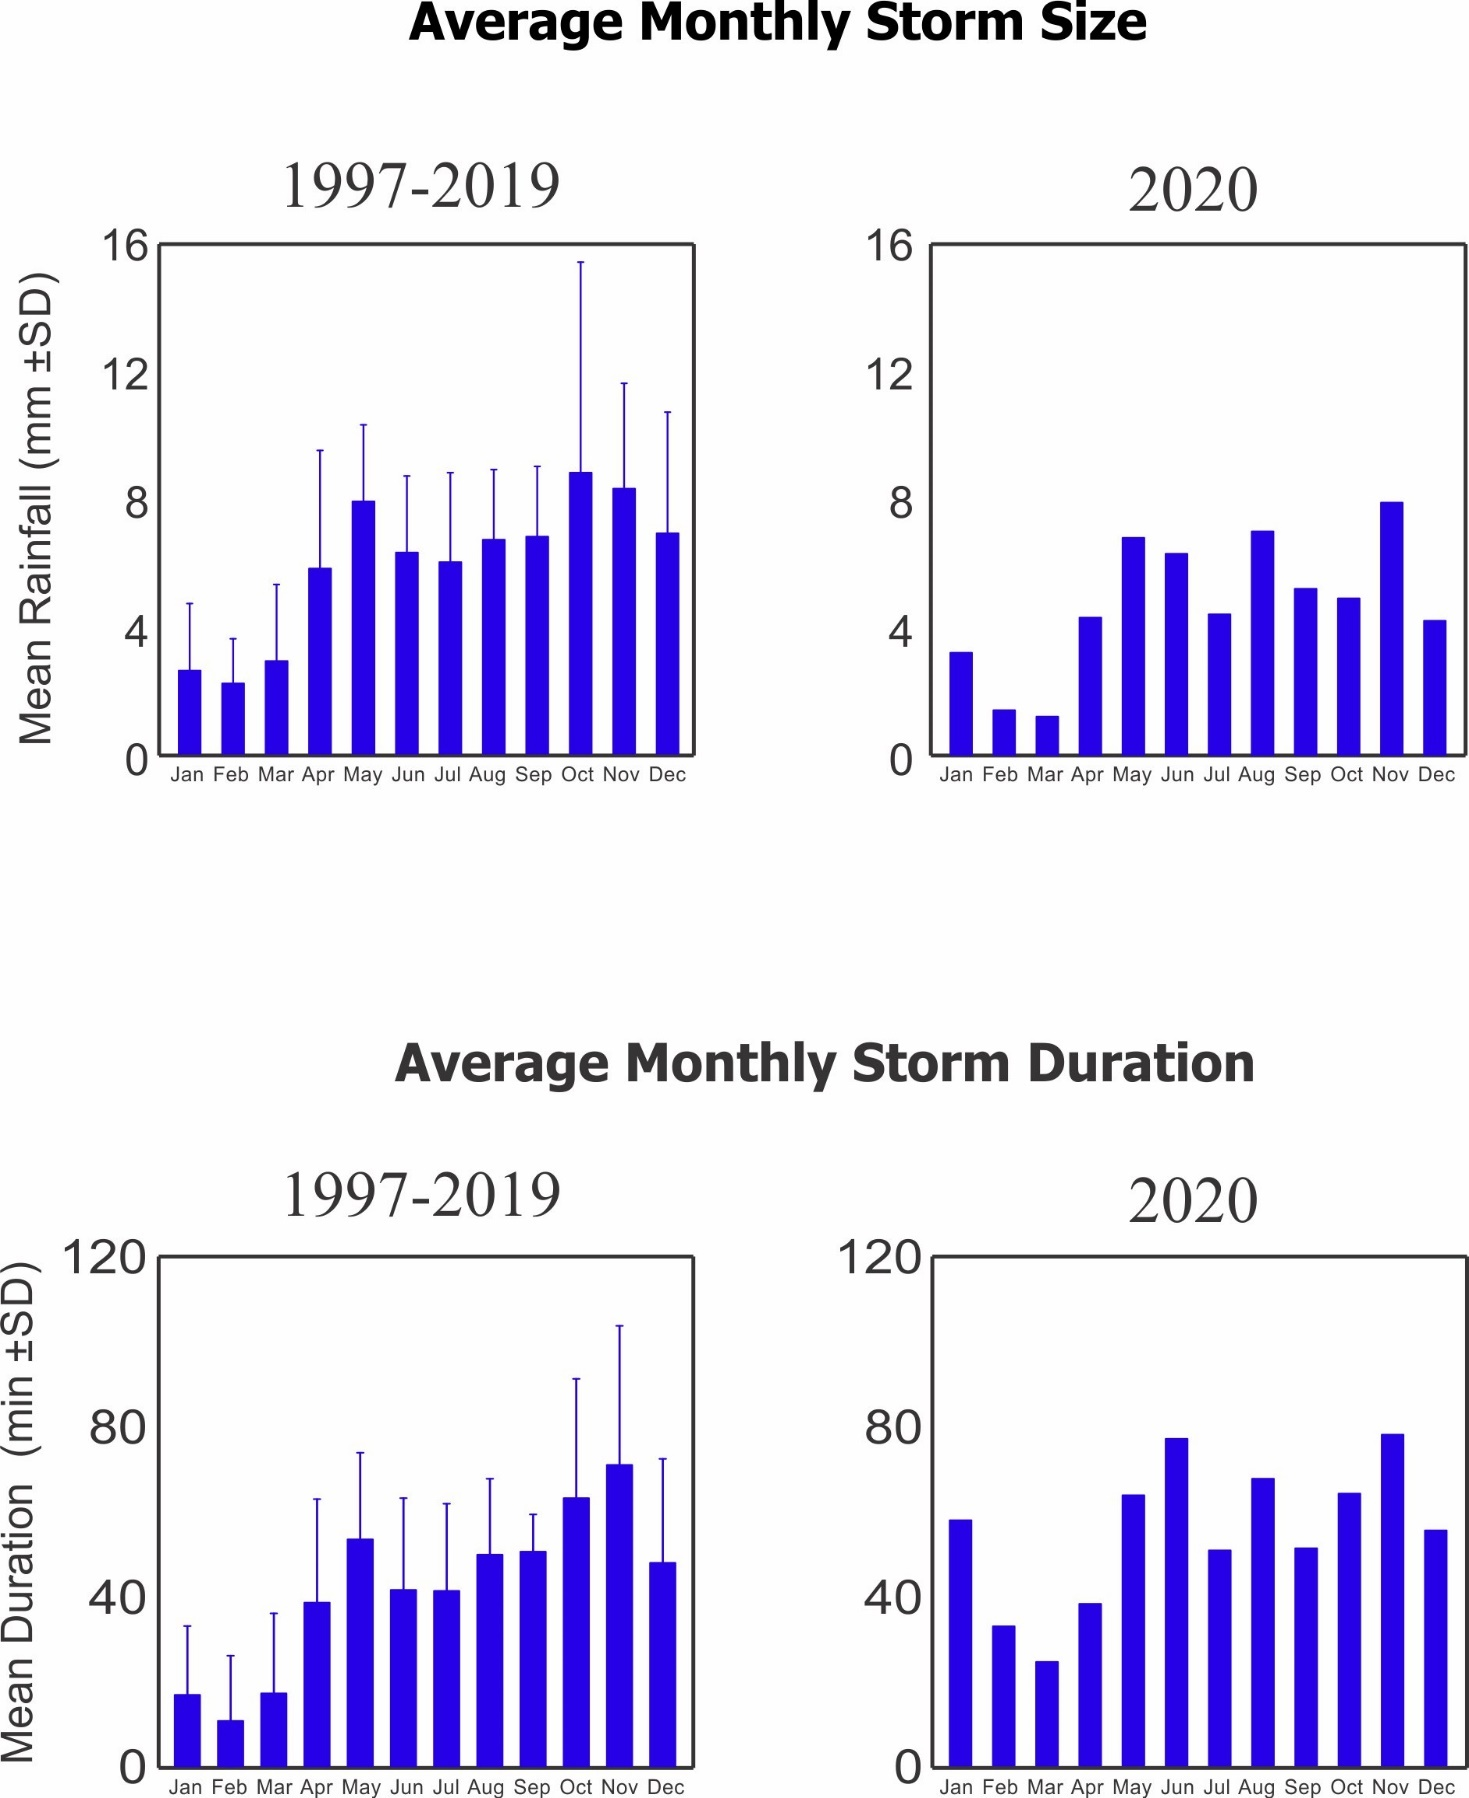 Average Monthly Storm Size
1997-2019
2020
Mean Rainfall (mm ±SD)
16
12
8
4
0
Jan Feb Mar Apr May Jun Jul Aug Sep Oct Nov Dec
16
12
8
4
0
Jan Feb Mar Apr May Jun Jul Aug Sep Oct Nov Dec
Average Monthly Storm Duration
1997-2019
2020
Mean Duration (min ±SD)
120
80
40
0
Jan Feb Mar Apr May Jun Jul Aug Sep Oct Nov Dec
120
80
40
0
Jan Feb Mar Apr May Jun Jul Aug Sep Oct Nov Dec